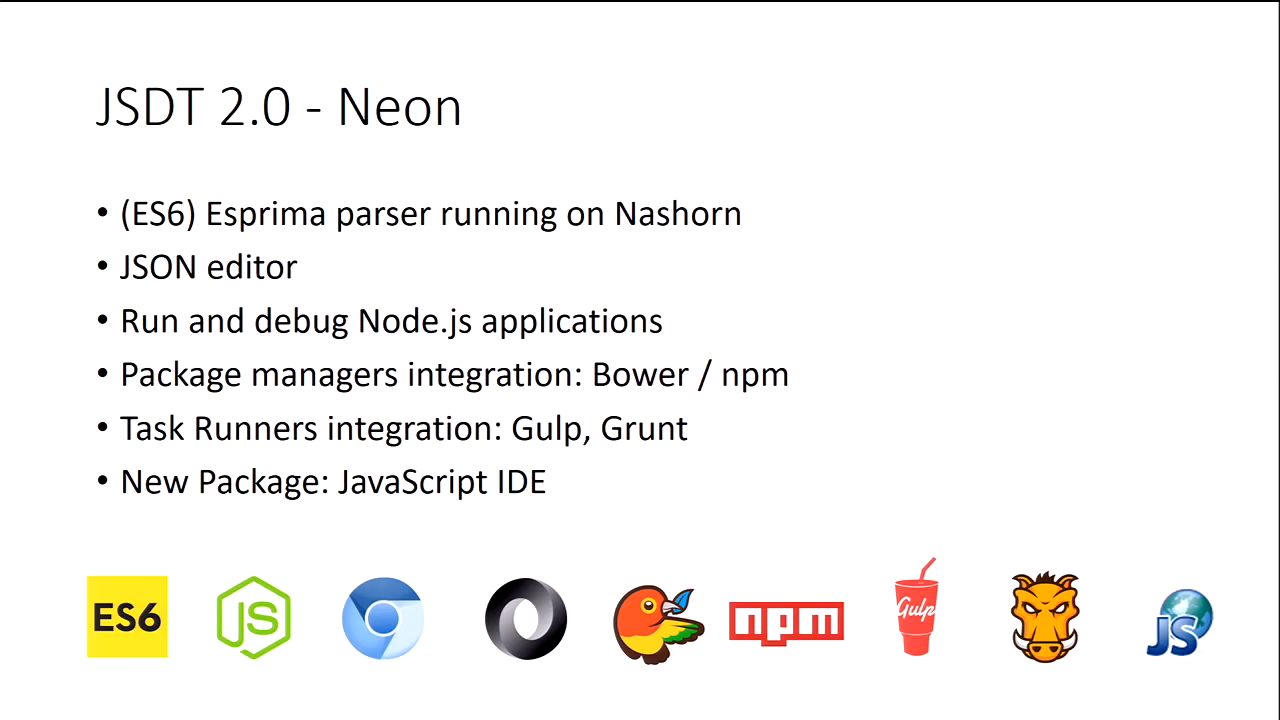 JSDT 2.0 - Neon
• (ES6) Esprima parser running on Nashorn
• JSON editor
• Run and debug Node.js applications
• Package managers integration: Bower / npm
• Task Runners integration: Gulp, Grunt
• New Package: JavaScript IDE
ES6
JS
npm
Gulp
JS